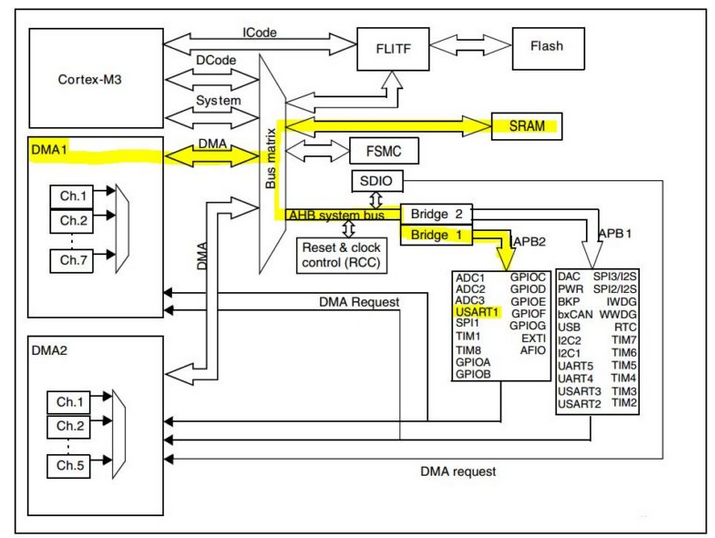 ICode
Cortex-M3
FLITF
Flash
DCode
System
DMA1
DMA
Bus matrix
SRAM
FSMC
SDIO
Ch.1
Ch.2
Ch.7
AHB system bus
Bridge 2
Bridge 1
APB2
APB1
Reset & clock
control (RCC)
DMA
DMA Request
ADC1 GPIOC
ADC2 GPIOD
ADC3 GPIOE
USART1 GPIOF
SPI1 GPIOG
TIM1 EXTI
TIM8 AFIO
GPIOA
GPIOB
DAC SPI3/I2S
PWR SPI2/I2S
BKP IWDG
bxCAN WWDG
USB RTC
I2C2 TIM7
I2C1 TIM6
UART5 TIM5
UART4 TIM4
USART3 TIM3
USART2 TIM2
DMA2
Ch.1
Ch.2
Ch.5
DMA request